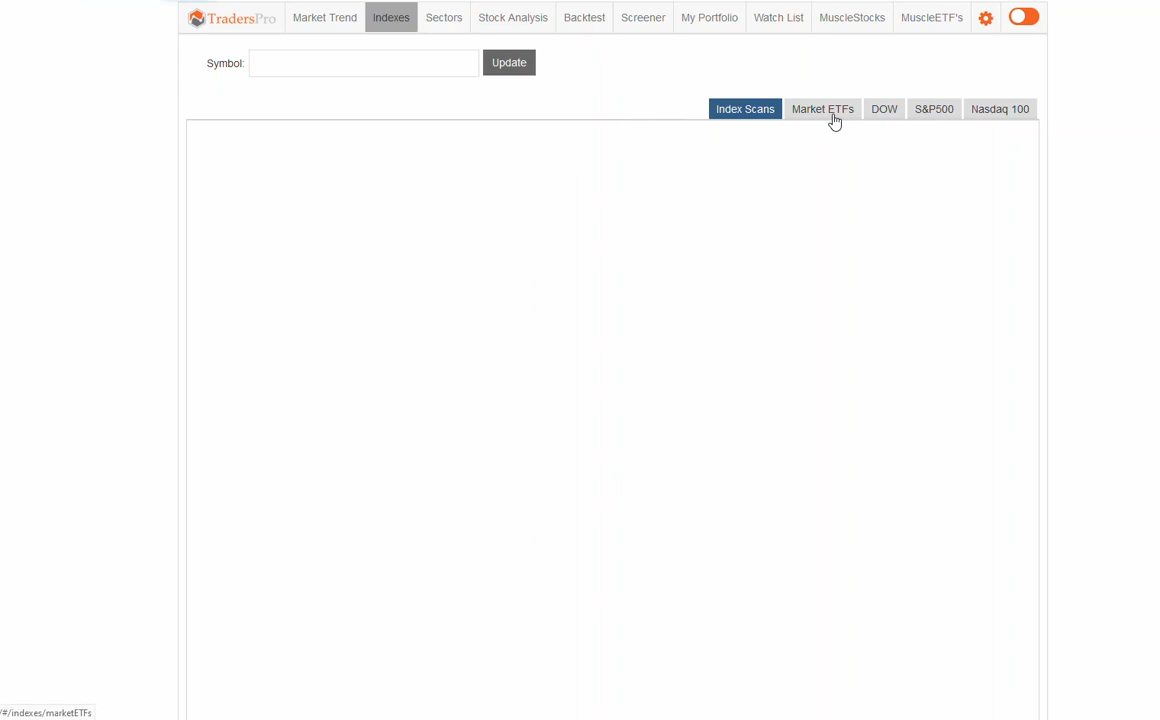 TradersPro Market Trend Indexes Sectors Stock Analysis Backtest Screener My Portfolio Watch List MuscleStocks MuscleETF's
Symbol: Update
Index Scans Market ETFs DOW S&P500 Nasdaq 100
/#/indexes/marketETFs